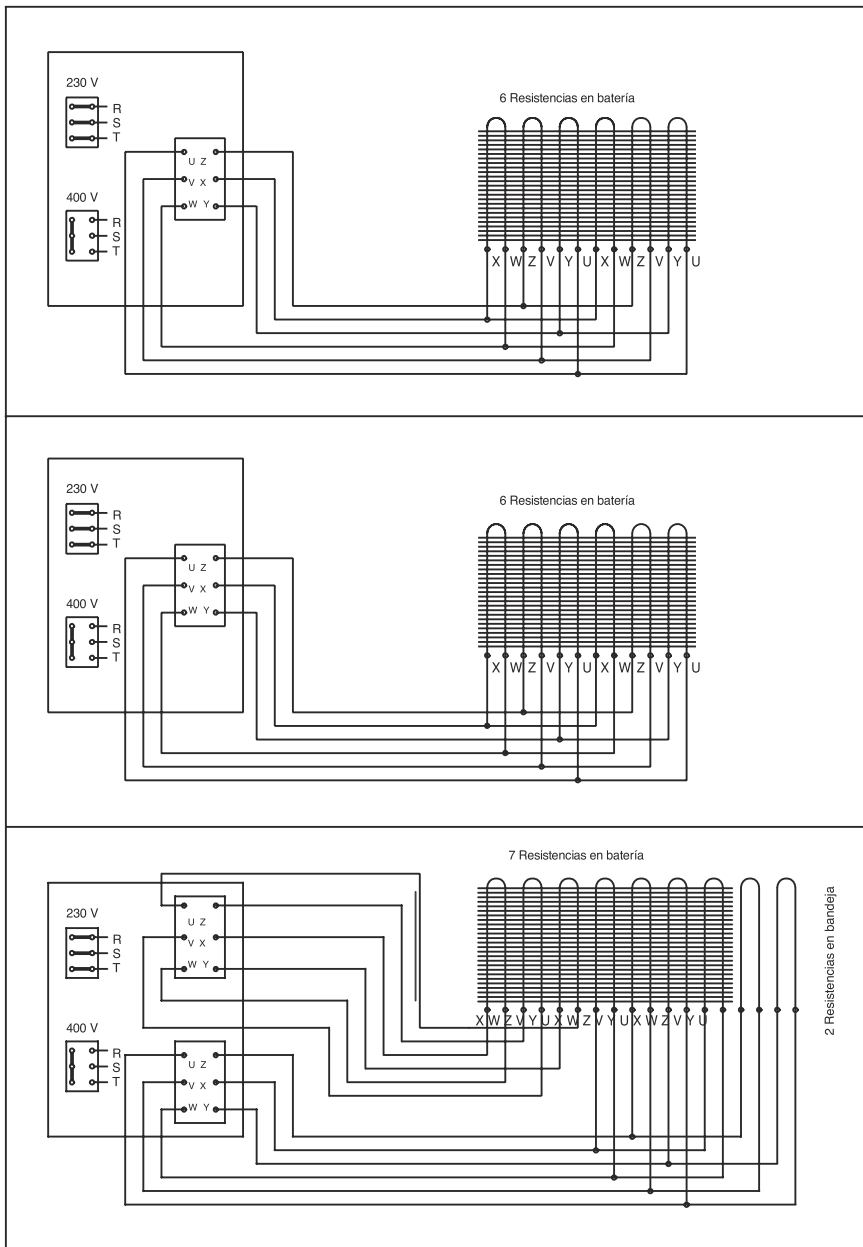 230 V
R
S
T
400 V
R
S
T
U Z
V X
W Y
6 Resistencias en batería
X W Z V Y U X W Z V Y U
230 V
R
S
T
400 V
R
S
T
U Z
V X
W Y
6 Resistencias en batería
X W Z V Y U X W Z V Y U
230 V
R
S
T
400 V
R
S
T
U Z
V X
W Y
U Z
V X
W Y
7 Resistencias en batería
X W Z V Y U X W Z V Y U X W Z V Y U
2 Resistencias en bandeja